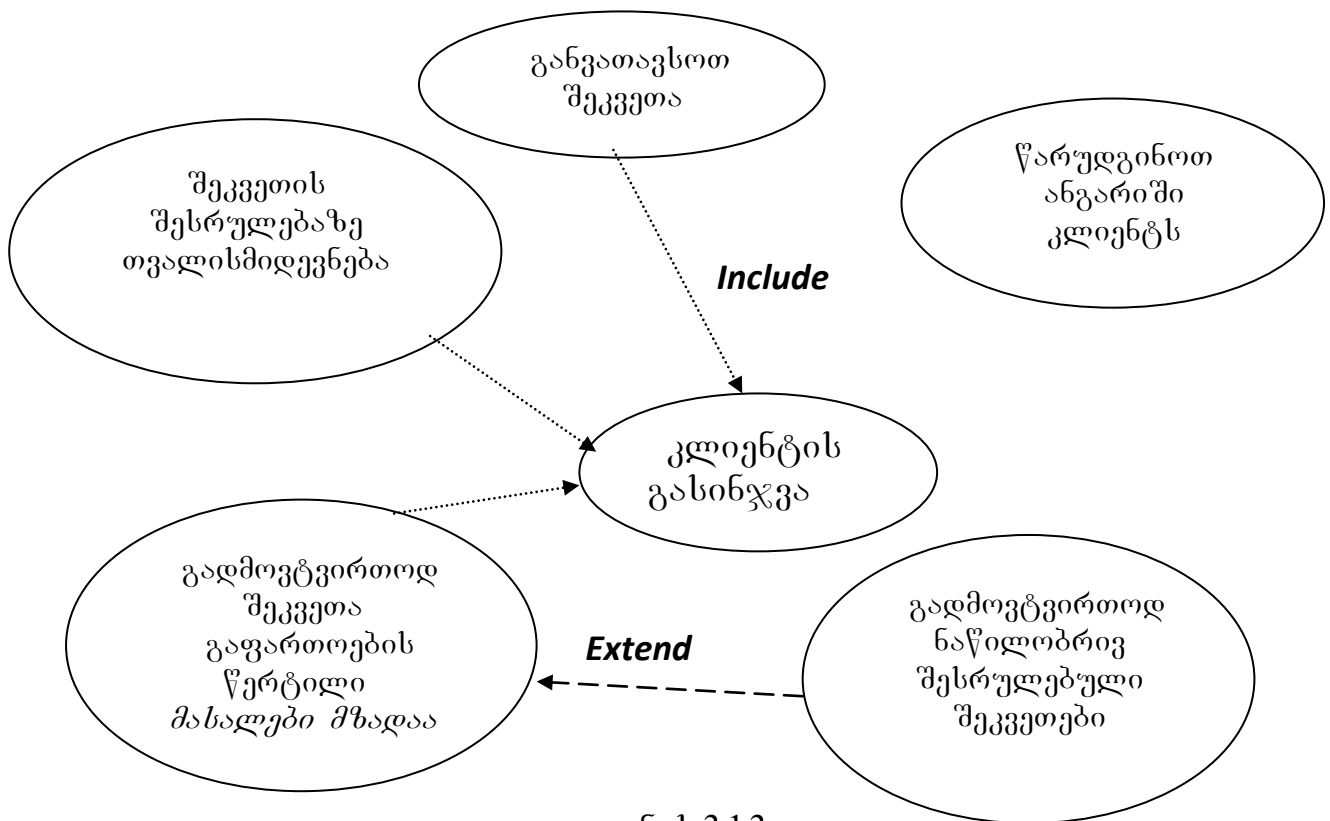 განვათავსოთ
შეკვეთა
შეკვეთის
შესრულებაზე
თვალისმიდევნება
წარუდგინოთ
ანგარიში
კლიენტს
Include
კლიენტის
გასინჯვა
გადმოვტვირთოდ
შეკვეთა
გაფართოების
წერტილი
მასალები მზადაა
Extend
გადმოვტვირთოდ
ნაწილობრივ
შესრულებული
შეკვეთები